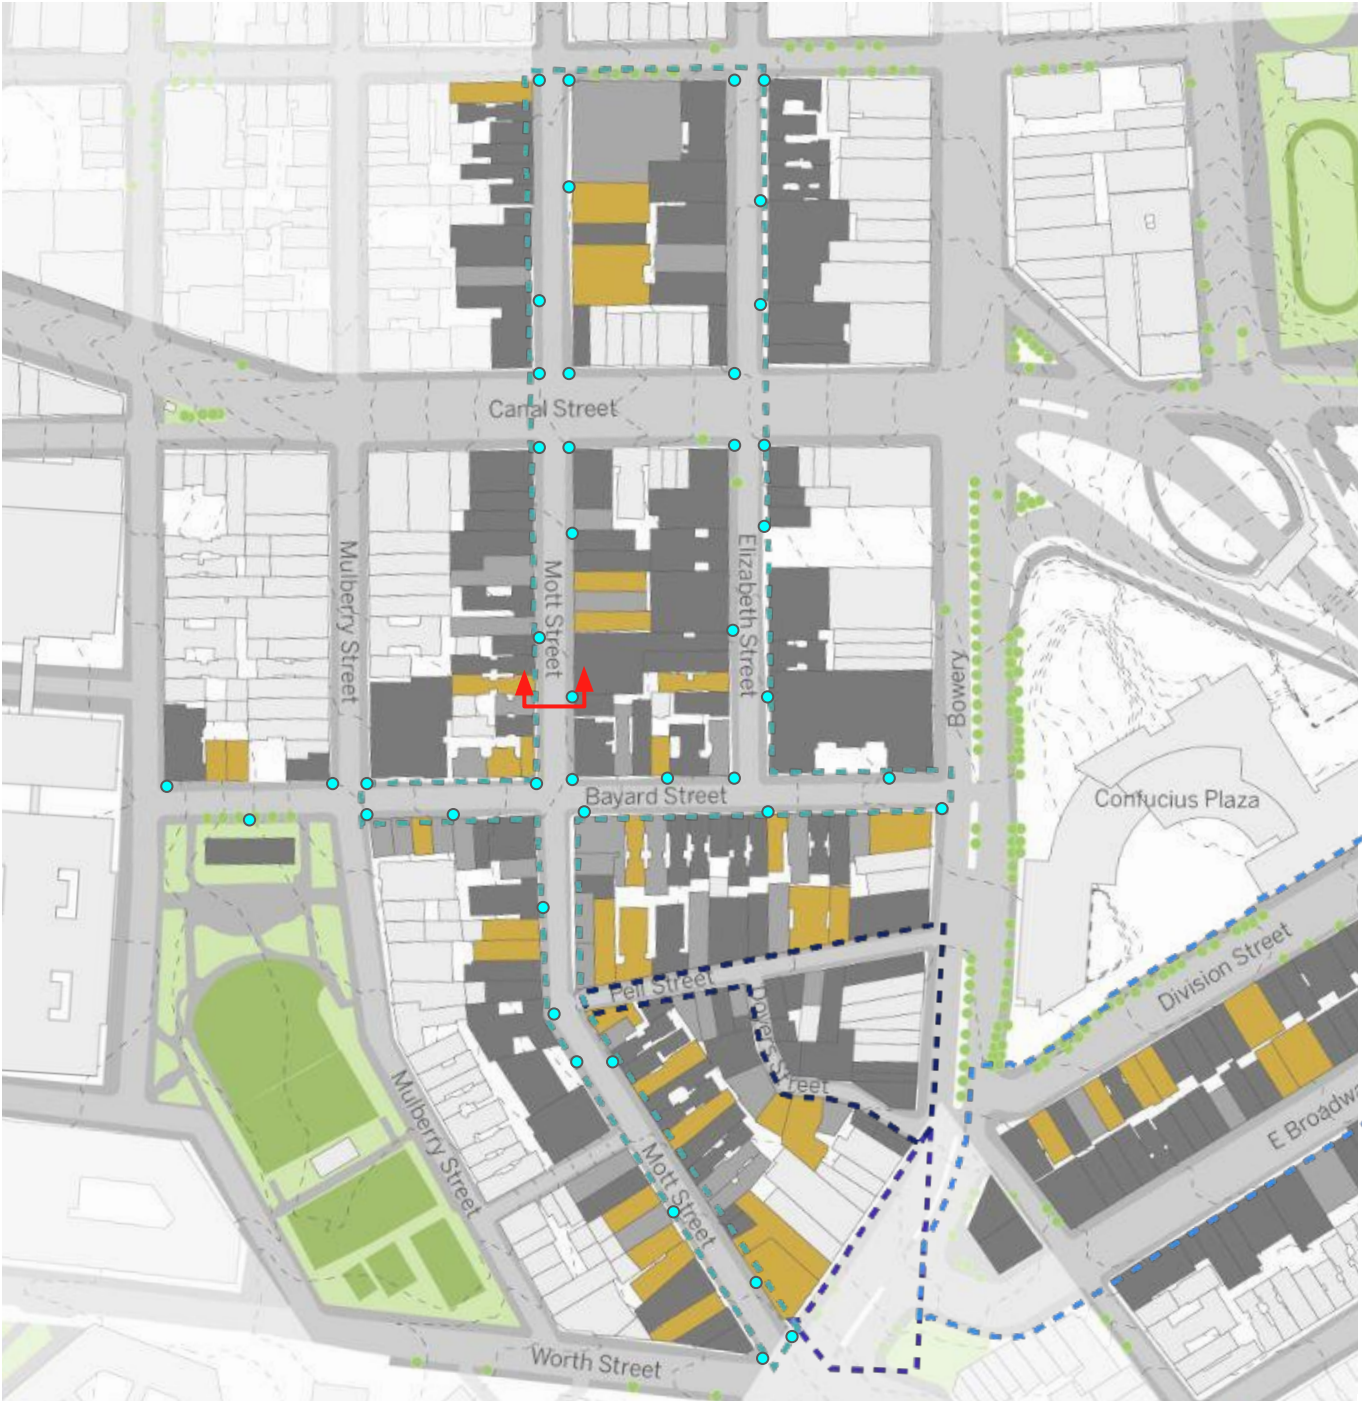 Canal Street
Mulberry Street
Mott Street
Elizabeth Street
Bowery
Bayard Street
Confucius Plaza
Pell Street
Doyers Street
Division Street
E Broadwa
Mulberry Street
Mott Street
Worth Street